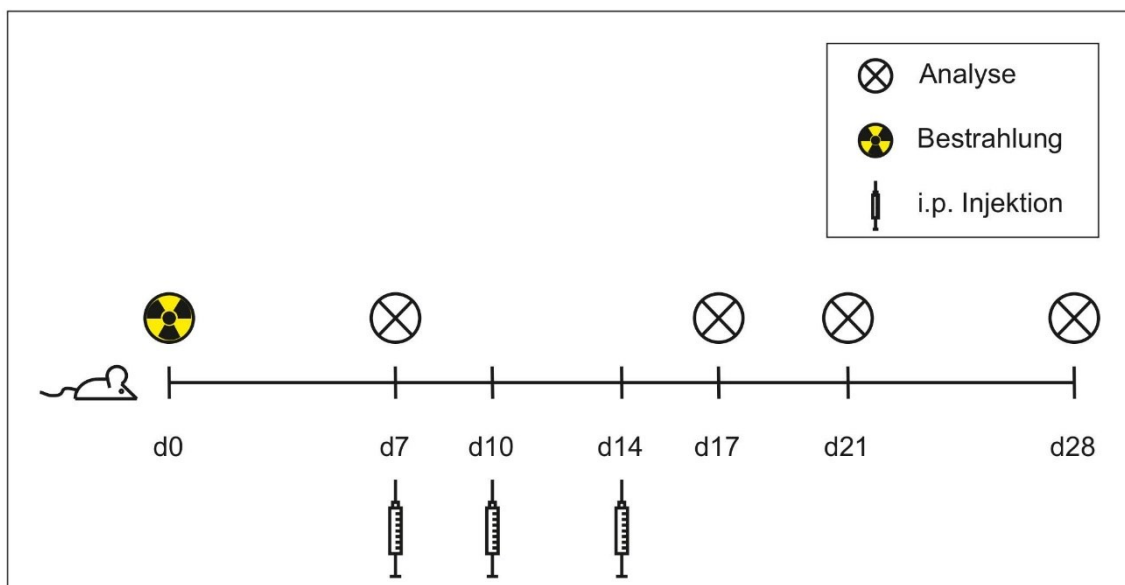 Analyse
Bestrahlung
i.p. Injektion
d0 d7 d10 d14 d17 d21 d28